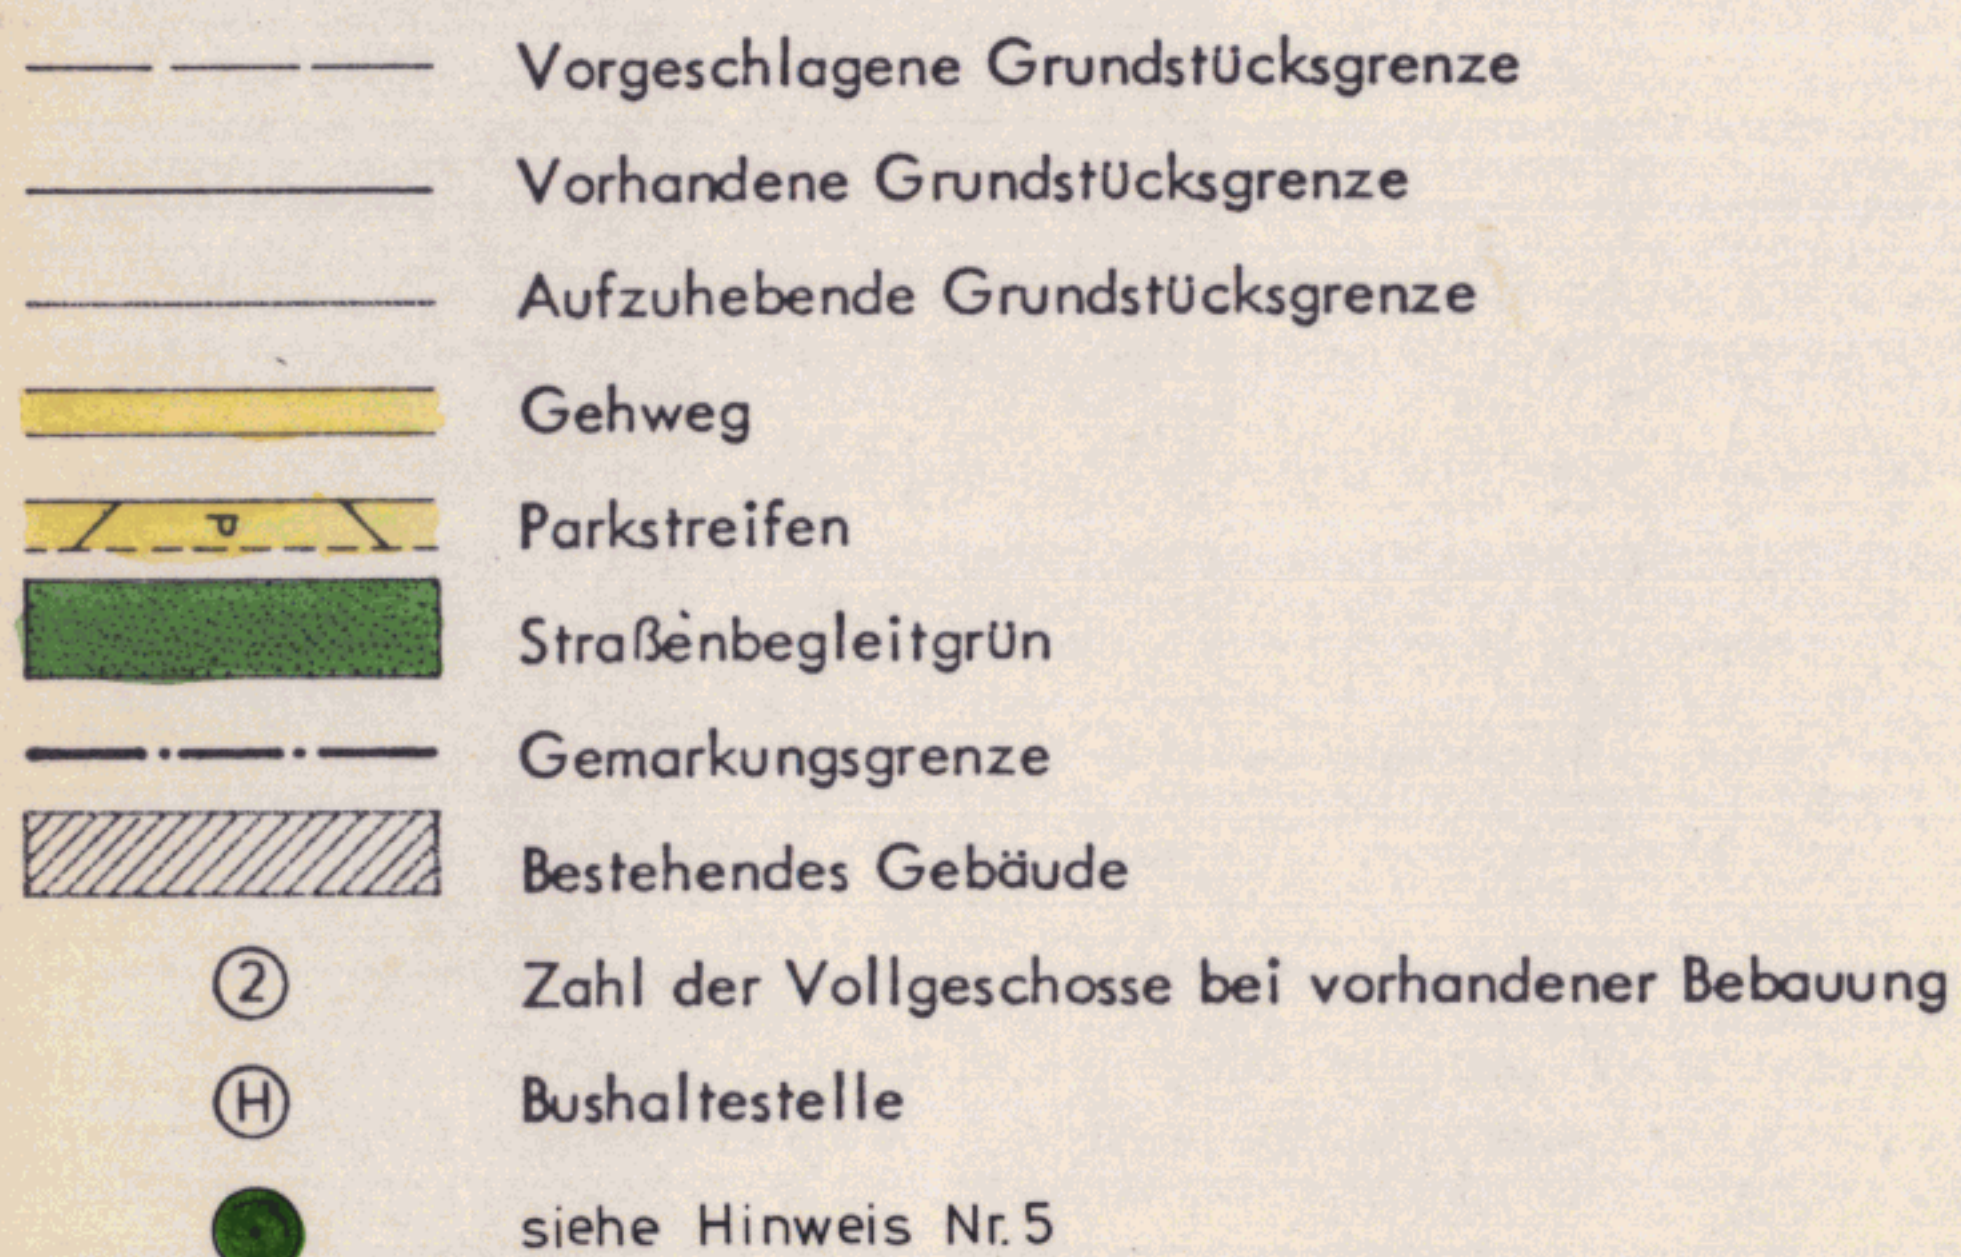 Vorgeschlagene Grundstücksgrenze
Vorhandene Grundstücksgrenze
Aufzuhebende Grundstücksgrenze
Gehweg
P Parkstreifen
Straßenbegleitgrün
Gemarkungsgrenze
Bestehendes Gebäude
2 Zahl der Vollgeschosse bei vorhandener Bebauung
H Bushaltestelle
siehe Hinweis Nr. 5